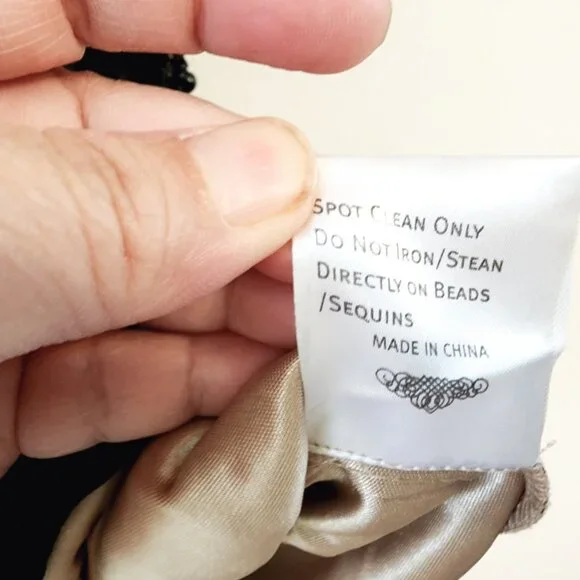 SPOT CLEAN ONLY
DO NOT IRON/STEAN
DIRECTLY ON BEADS
/SEQUINS
MADE IN CHINA